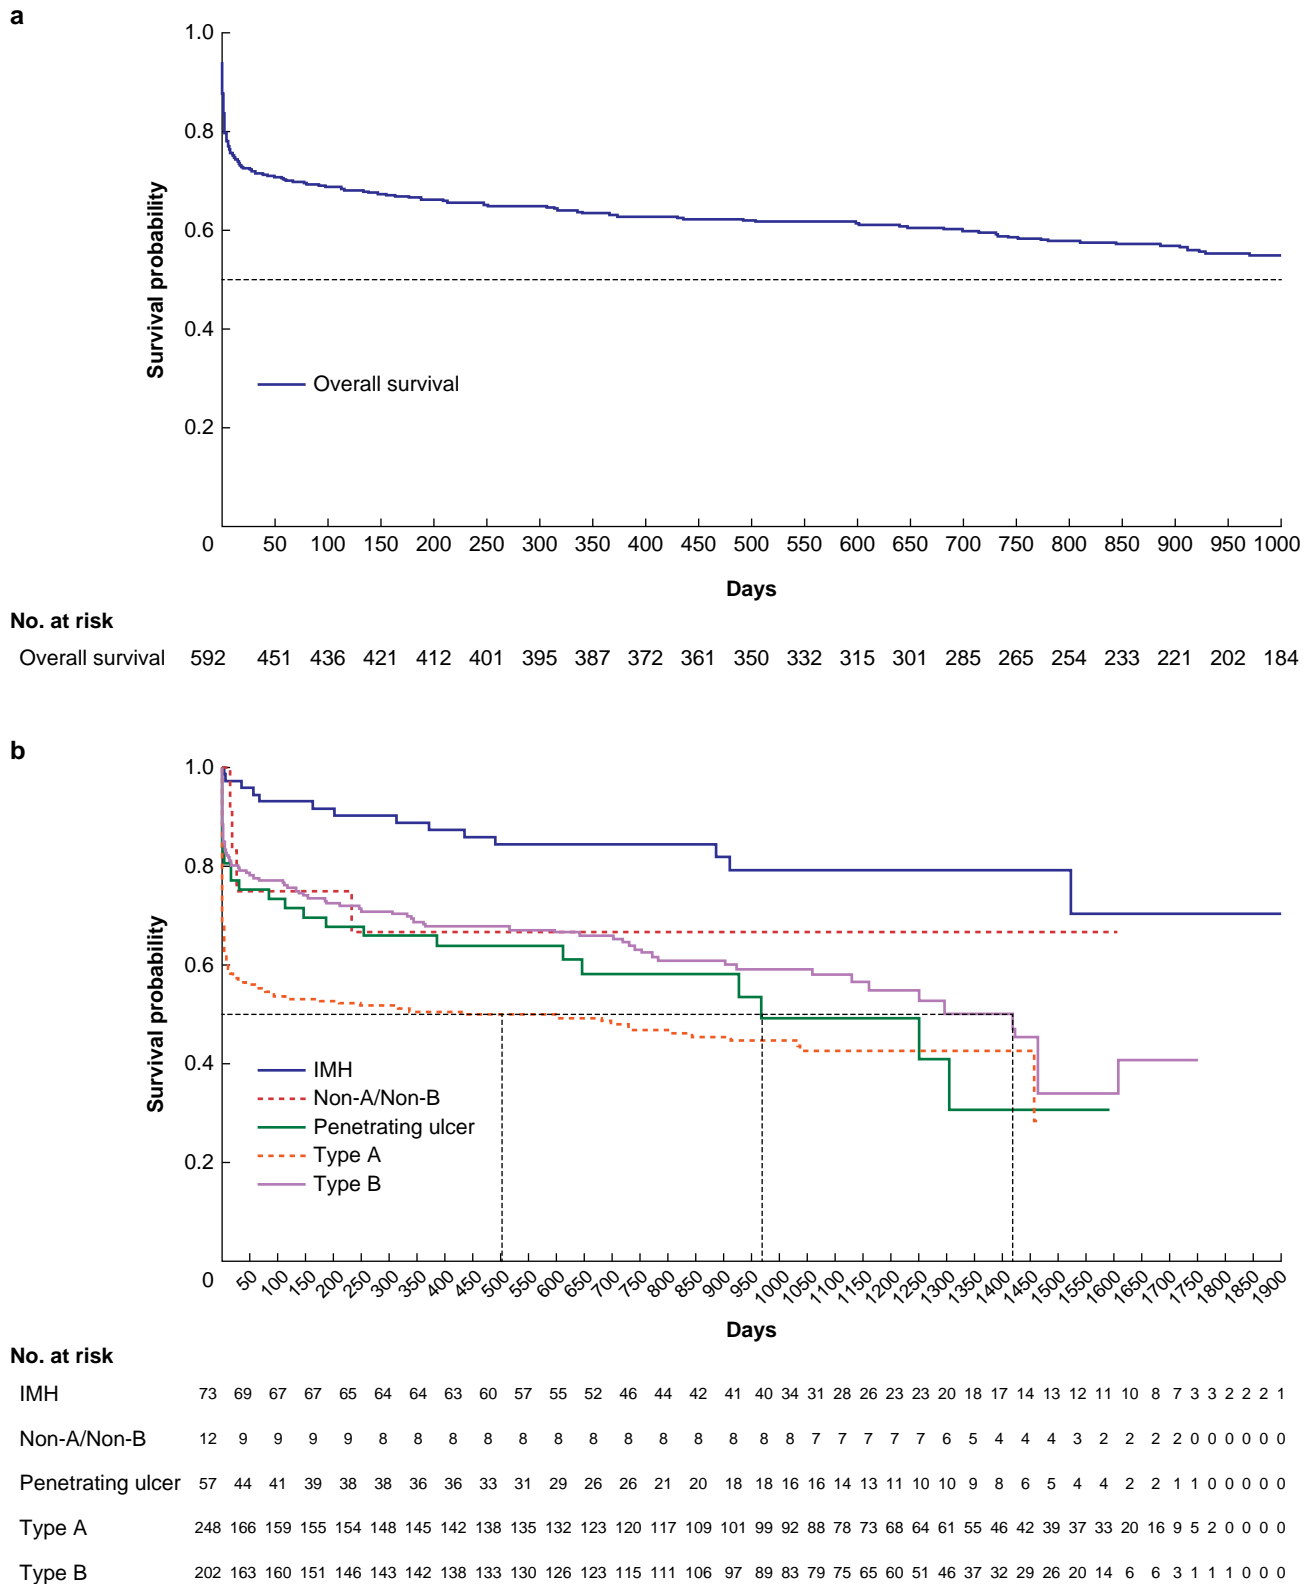 a
1.0
0.8
0.6
0.4
0.2
Survival probability
Overall survival
0 50 100 150 200 250 300 350 400 450 500 550 600 650 700 750 800 850 900 950 1000
Days
No. at risk
Overall survival 592 451 436 421 412 401 395 387 372 361 350 332 315 301 285 265 254 233 221 202 184
b
1.0
0.8
0.6
0.4
0.2
Survival probability
IMH
Non-A/Non-B
Penetrating ulcer
Type A
Type B
0 50 100 150 200 250 300 350 400 450 500 550 600 650 700 750 800 850 900 950 1000 1050 1100 1150 1200 1250 1300 1350 1400 1450 1500 1550 1600 1650 1700 1750 1800 1850 1900
Days
No. at risk
IMH 73 69 67 67 65 64 64 63 60 57 55 52 46 44 42 41 40 34 31 28 26 23 23 20 18 17 14 13 12 11 10 8 7 3 3 2 2 2 1
Non-A/Non-B 12 9 9 9 9 8 8 8 8 8 8 8 8 8 8 8 8 8 7 7 7 7 7 6 5 4 4 4 3 2 2 2 2 0 0 0 0 0 0
Penetrating ulcer 57 44 41 39 38 38 36 36 33 31 29 26 26 21 20 18 18 16 16 14 13 11 10 10 9 8 6 5 4 4 2 2 1 1 0 0 0 0 0
Type A 248 166 159 155 154 148 145 142 138 135 132 123 120 117 109 101 99 92 88 78 73 68 64 61 55 46 42 39 37 33 20 16 9 5 2 0 0 0 0
Type B 202 163 160 151 146 143 142 138 133 130 126 123 115 111 106 97 89 83 79 75 65 60 51 46 37 32 29 26 20 14 6 6 3 1 1 1 0 0 0